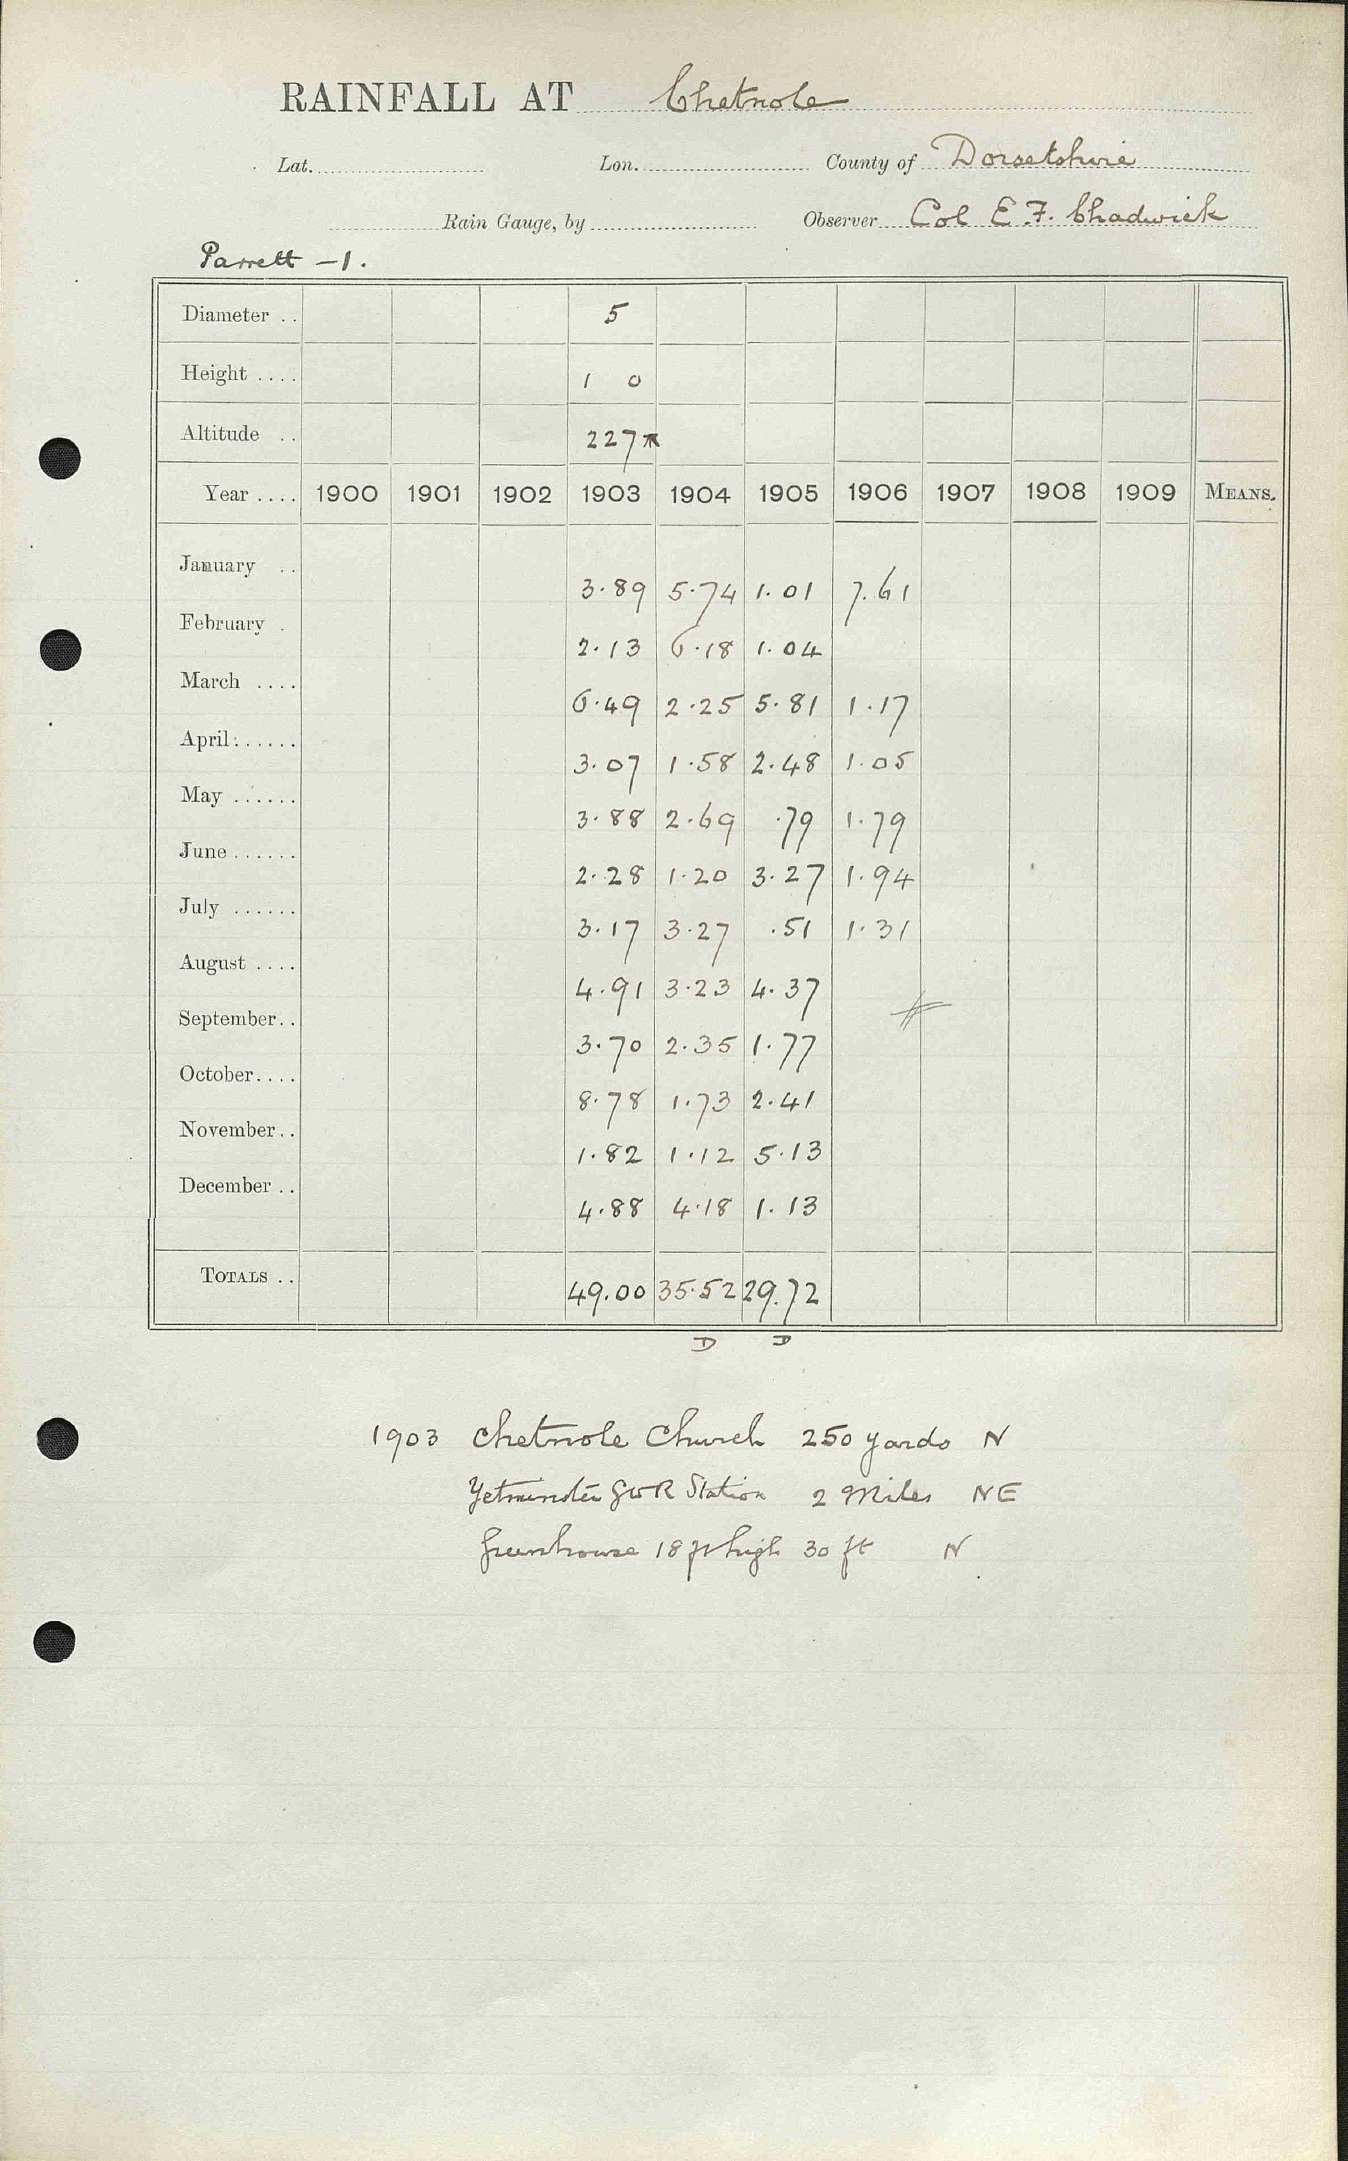 RAINFALL AT Chetnole
Lat. Lon. County of Dorsetshire
Rain Gauge, by Observer Col E F. Chadwick
Parrett - 1.
Diameter .. 5
Height .... 1 0
Altitude .. 227
Year .... 1900 1901 1902 1903 1904 1905 1906 1907 1908 1909 MEANS.
January .. 3.89 5.74 1.01 7.61
February . 2.13 6.18 1.04
March .... 6.49 2.25 5.81 1.17
April ...... 3.07 1.58 2.48 1.05
May ...... 3.88 2.69 .79 1.79
June ...... 2.28 1.20 3.27 1.94
July ...... 3.17 3.27 .51 1.31
August .... 4.91 3.23 4.37
September .. 3.70 2.35 1.77
October .... 8.78 1.73 2.41
November .. 1.82 1.12 5.13
December .. 4.88 4.18 1.13
TOTALS .. 49.00 35.52 29.72
D D
1903 Chetnole Church 250 yards N
Yetminster GWR Station 2 Miles NE
Greenhouse 18 ft high 30 ft N